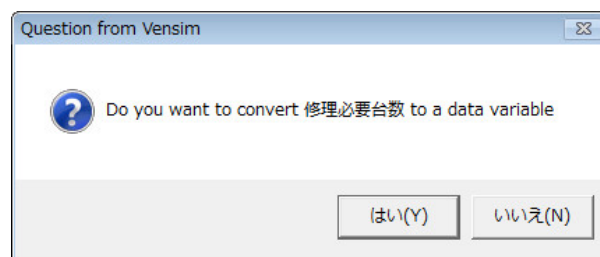 Question from Vensim
Do you want to convert 修理必要台数 to a data variable
はい(Y)
いいえ(N)